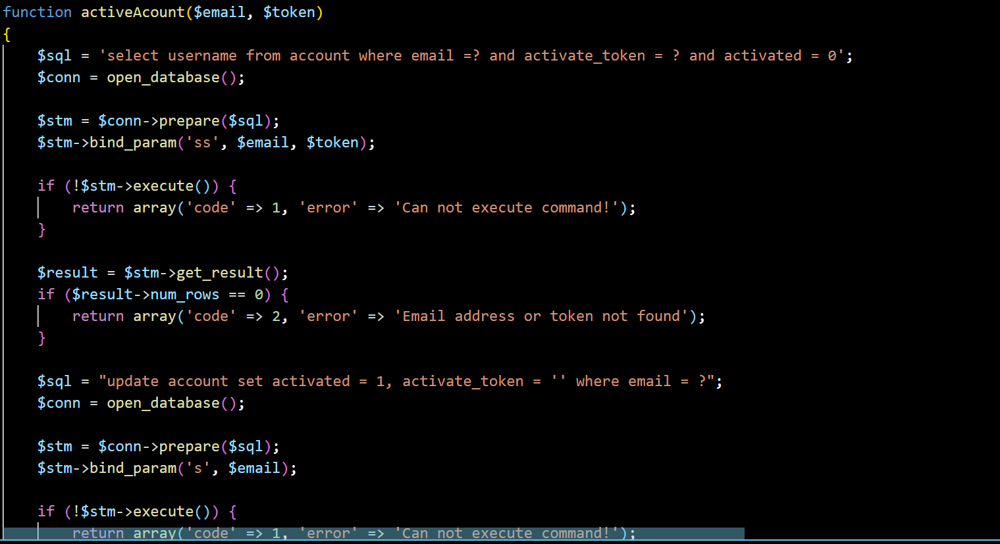 function activeAcount($email, $token)
{
    $sql = 'select username from account where email =? and activate_token = ? and activated = 0';
    $conn = open_database();

    $stm = $conn->prepare($sql);
    $stm->bind_param('ss', $email, $token);

    if (!$stm->execute()) {
        return array('code' => 1, 'error' => 'Can not execute command!');
    }

    $result = $stm->get_result();
    if ($result->num_rows == 0) {
        return array('code' => 2, 'error' => 'Email address or token not found');
    }

    $sql = "update account set activated = 1, activate_token = '' where email = ?";
    $conn = open_database();

    $stm = $conn->prepare($sql);
    $stm->bind_param('s', $email);

    if (!$stm->execute()) {
        return array('code' => 1, 'error' => 'Can not execute command!');